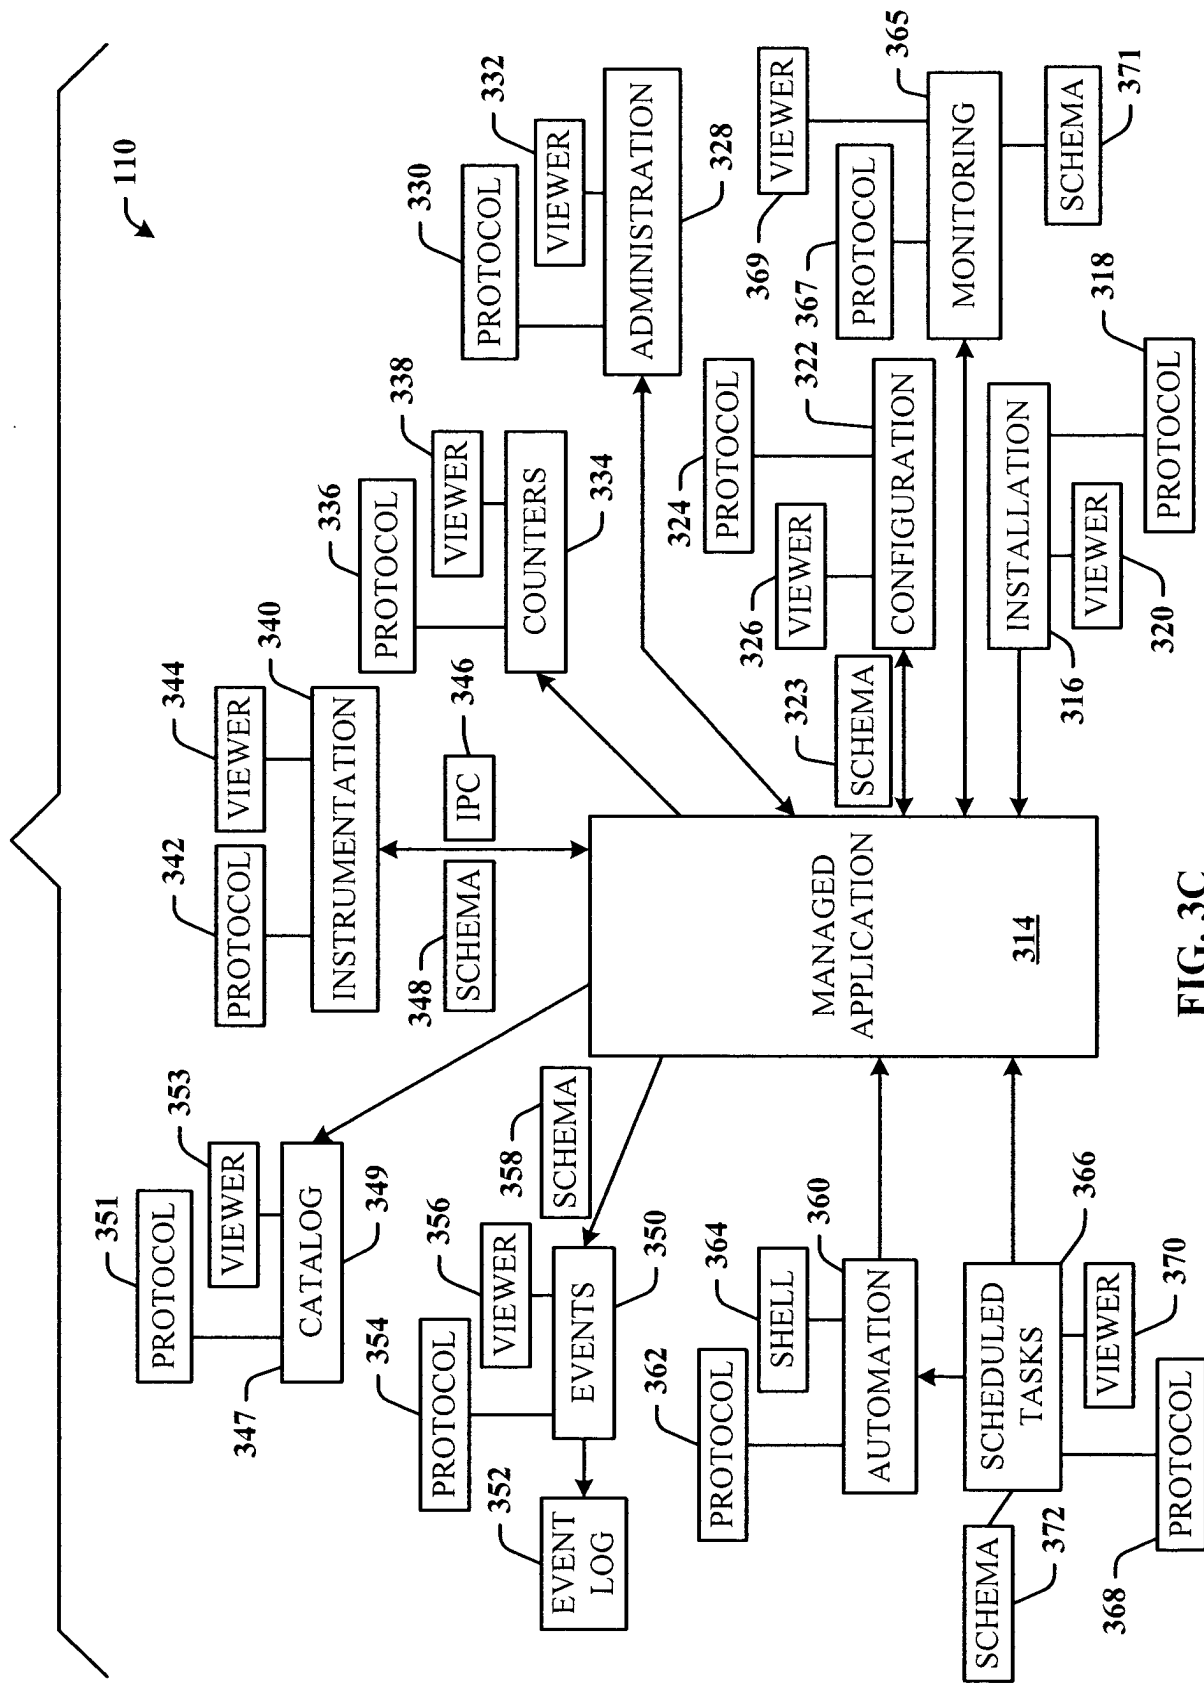 110
351
PROTOCOL
353
VIEWER
CATALOG
347
349
342
PROTOCOL
344
VIEWER
340
INSTRUMENTATION
348
SCHEMA
IPC
346
336
PROTOCOL
338
VIEWER
COUNTERS
334
330
PROTOCOL
332
VIEWER
ADMINISTRATION
328
352
EVENT
LOG
354
PROTOCOL
356
VIEWER
EVENTS
350
358
SCHEMA
362
PROTOCOL
364
SHELL
360
AUTOMATION
MANAGED
APPLICATION
314
323
SCHEMA
326
VIEWER
324
PROTOCOL
322
CONFIGURATION
367
PROTOCOL
369
VIEWER
365
MONITORING
SCHEMA
371
SCHEMA
372
SCHEDULED
TASKS
366
368
PROTOCOL
VIEWER
370
INSTALLATION
316
VIEWER
320
PROTOCOL
318
FIG. 3C